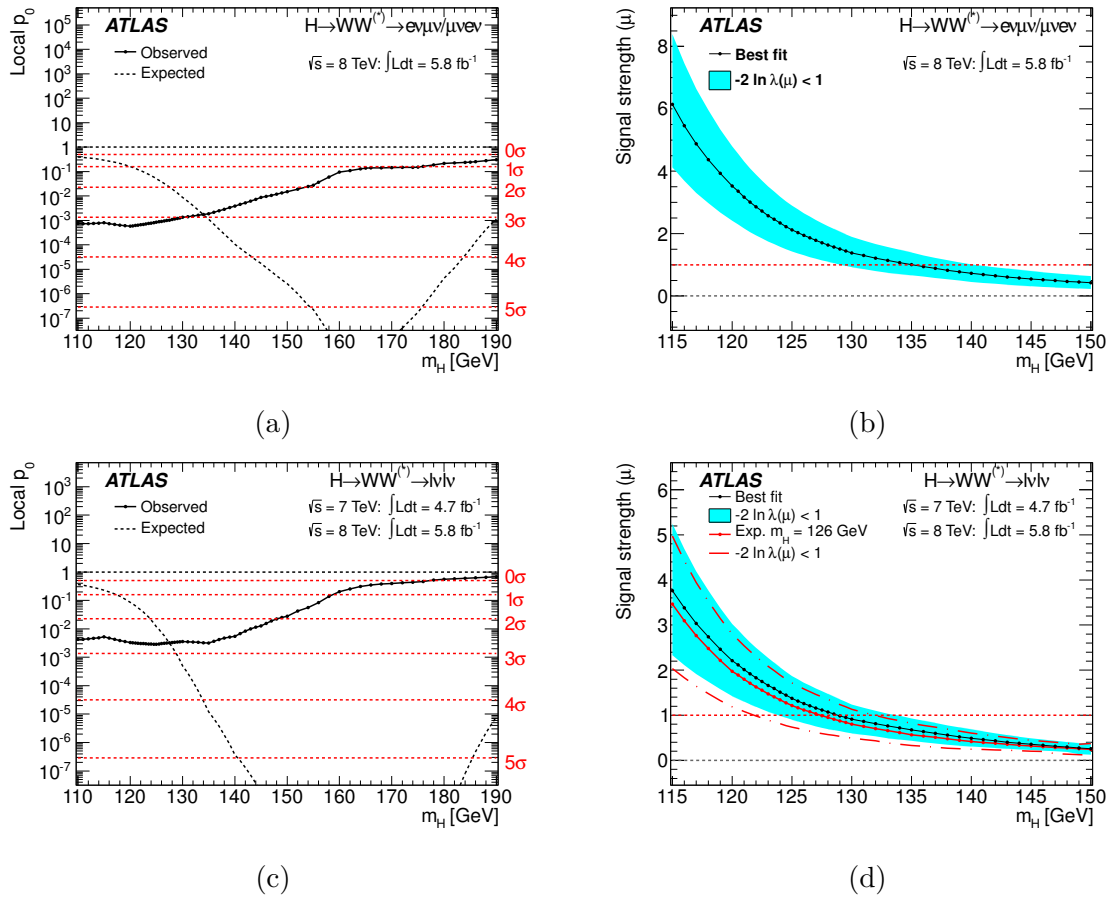 ATLAS
H→WW(*)→eνμν/μνeν
Observed
Expected
√s = 8 TeV: ∫Ldt = 5.8 fb-1
Local p0
10^5
10^4
10^3
10^2
10
1
10^-1
10^-2
10^-3
10^-4
10^-5
10^-6
10^-7
0σ
1σ
2σ
3σ
4σ
5σ
110 120 130 140 150 160 170 180 190
mH [GeV]
(a)
ATLAS
H→WW(*)→eνμν/μνeν
Best fit
-2 ln λ(μ) < 1
√s = 8 TeV: ∫Ldt = 5.8 fb-1
Signal strength (μ)
8
6
4
2
0
115 120 125 130 135 140 145 150
mH [GeV]
(b)
ATLAS
H→WW(*)→lνlν
Observed
Expected
√s = 7 TeV: ∫Ldt = 4.7 fb-1
√s = 8 TeV: ∫Ldt = 5.8 fb-1
Local p0
10^5
10^4
10^3
10^2
10
1
10^-1
10^-2
10^-3
10^-4
10^-5
10^-6
10^-7
0σ
1σ
2σ
3σ
4σ
5σ
110 120 130 140 150 160 170 180 190
mH [GeV]
(c)
ATLAS
H→WW(*)→lνlν
Best fit
-2 ln λ(μ) < 1
Exp. mH = 126 GeV
-2 ln λ(μ) < 1
√s = 7 TeV: ∫Ldt = 4.7 fb-1
√s = 8 TeV: ∫Ldt = 5.8 fb-1
Signal strength (μ)
6
5
4
3
2
1
0
115 120 125 130 135 140 145 150
mH [GeV]
(d)